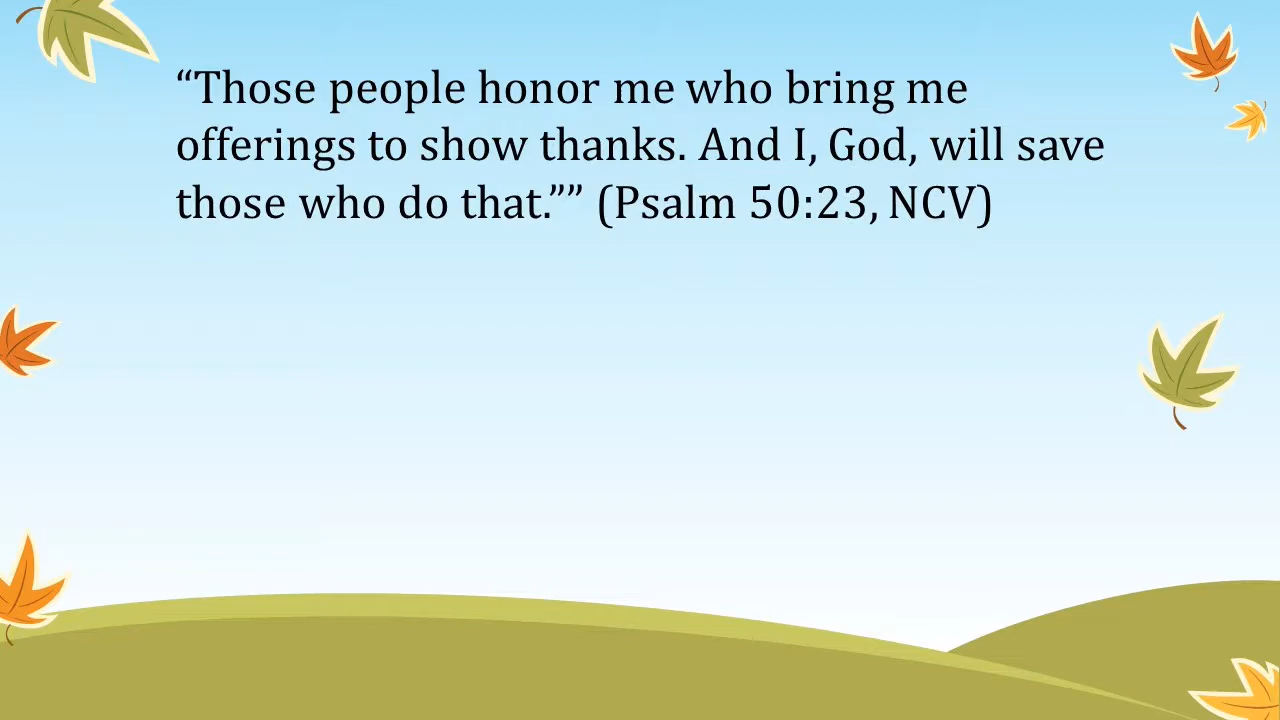 “Those people honor me who bring me
offerings to show thanks. And I, God, will save
those who do that.”” (Psalm 50:23, NCV)